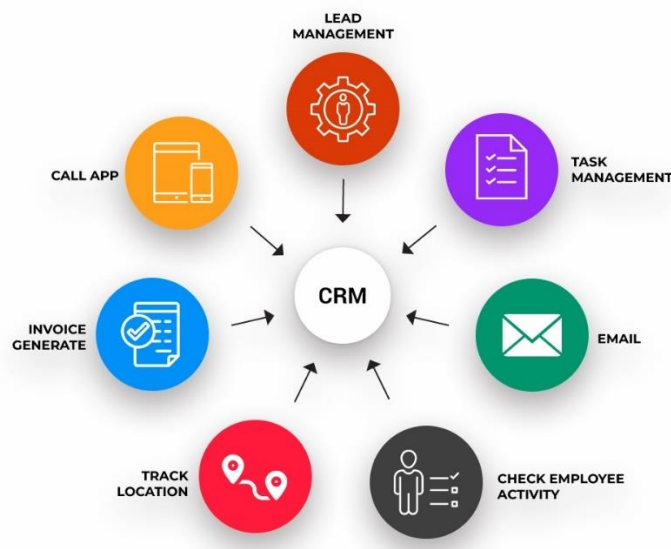 LEAD
MANAGEMENT
CALL APP
TASK
MANAGEMENT
CRM
INVOICE
GENERATE
EMAIL
TRACK
LOCATION
CHECK EMPLOYEE
ACTIVITY